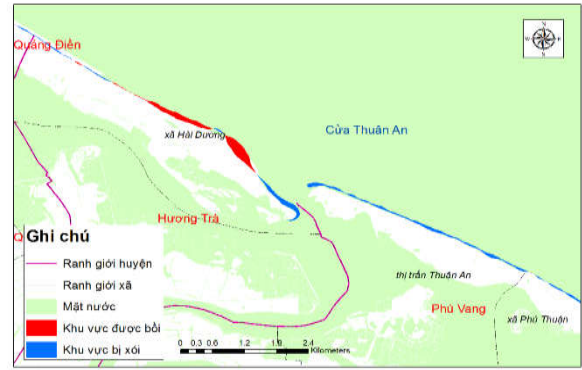 Quảng Điền
xã Hải Dương
Cửa Thuận An
Hương Trà
thị trấn Thuận An
Phú Vang
xã Phú Thuận
Ghi chú
Ranh giới huyện
Ranh giới xã
Mặt nước
Khu vực được bồi
Khu vực bị xói
0 0.3 0.6 1.2 1.8 2.4
Kilometers